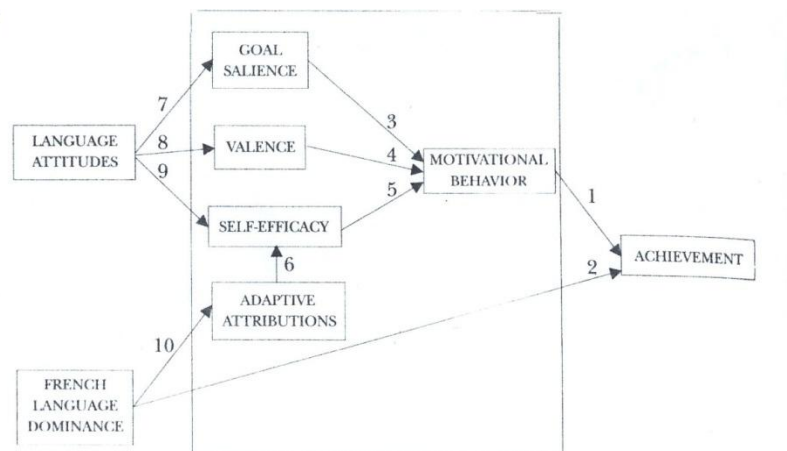 GOAL
SALIENCE
7
3
LANGUAGE
ATTITUDES
8
VALENCE
4
MOTIVATIONAL
BEHAVIOR
9
5
1
SELF-EFFICACY
ACHIEVEMENT
6
2
ADAPTIVE
ATTRIBUTIONS
10
FRENCH
LANGUAGE
DOMINANCE